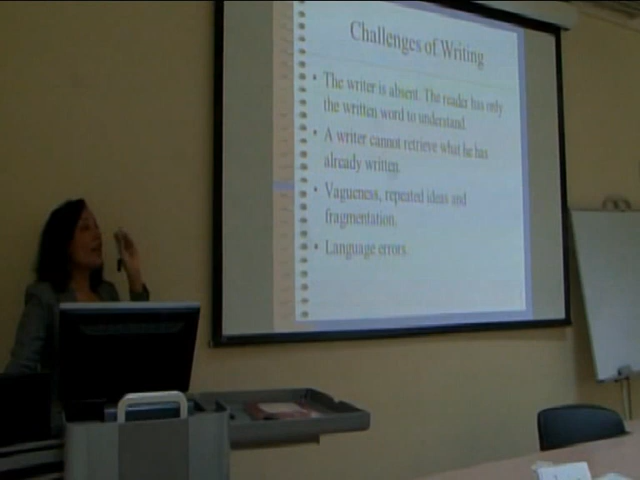 Challenges of Writing
• The writer is absent. The reader has only
the written word to understand.
• A writer cannot retrieve what he has
already written.
• Vagueness, repeated ideas and
fragmentation.
• Language errors.